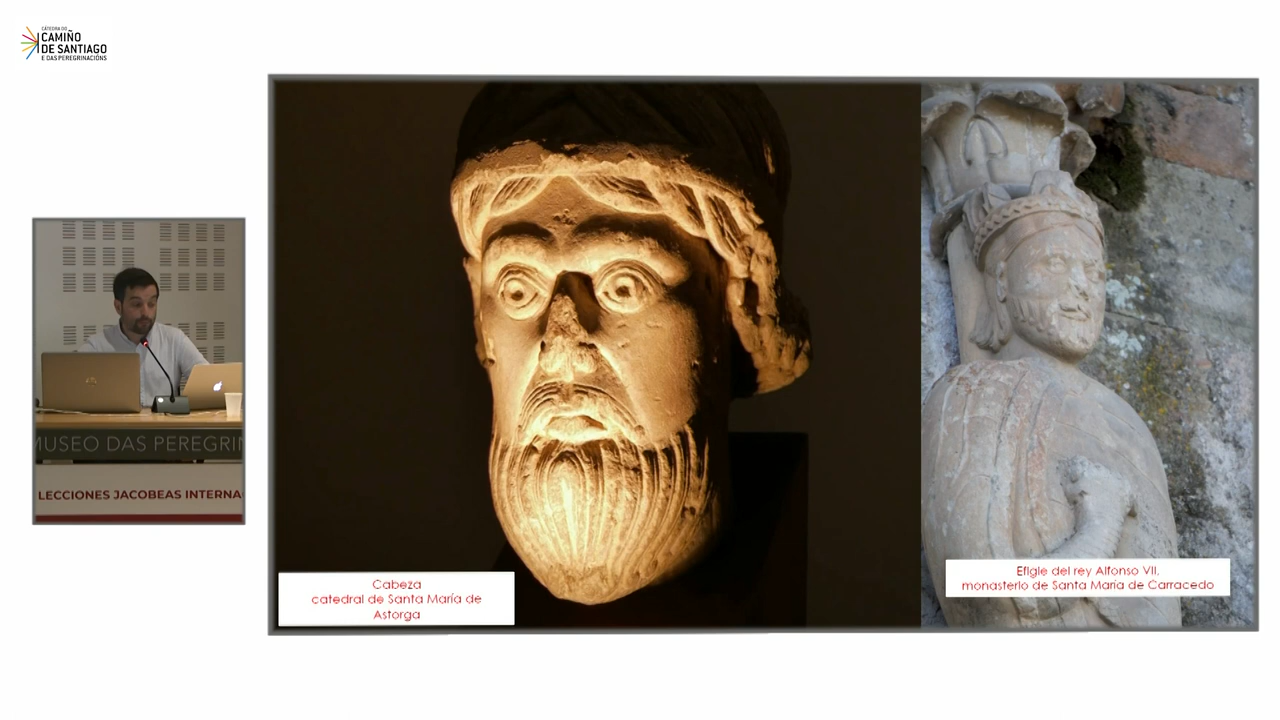 CÁTEDRA DO
CAMIÑO
DE SANTIAGO
E DAS PEREGRINACIÓNS
MUSEO DAS PEREGRI
LECCIONES JACOBEAS INTERNA
Cabeza
catedral de Santa María de
Astorga
Efigie del rey Alfonso VII,
monasterio de Santa María de Carracedo